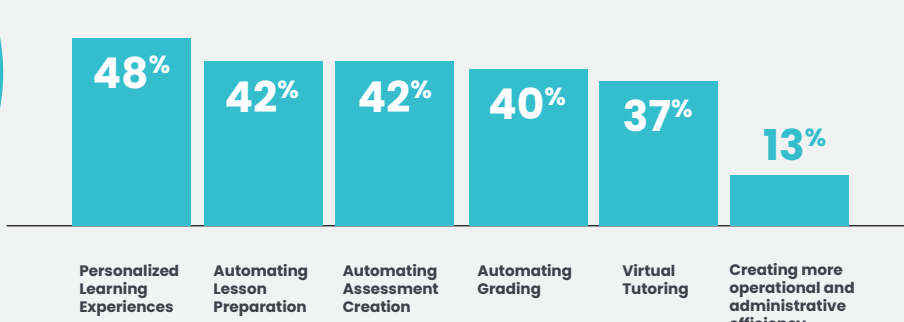 48%
42%
42%
40%
37%
13%
Personalized
Learning
Experiences
Automating
Lesson
Preparation
Automating
Assessment
Creation
Automating
Grading
Virtual
Tutoring
Creating more
operational and
administrative
efficiency